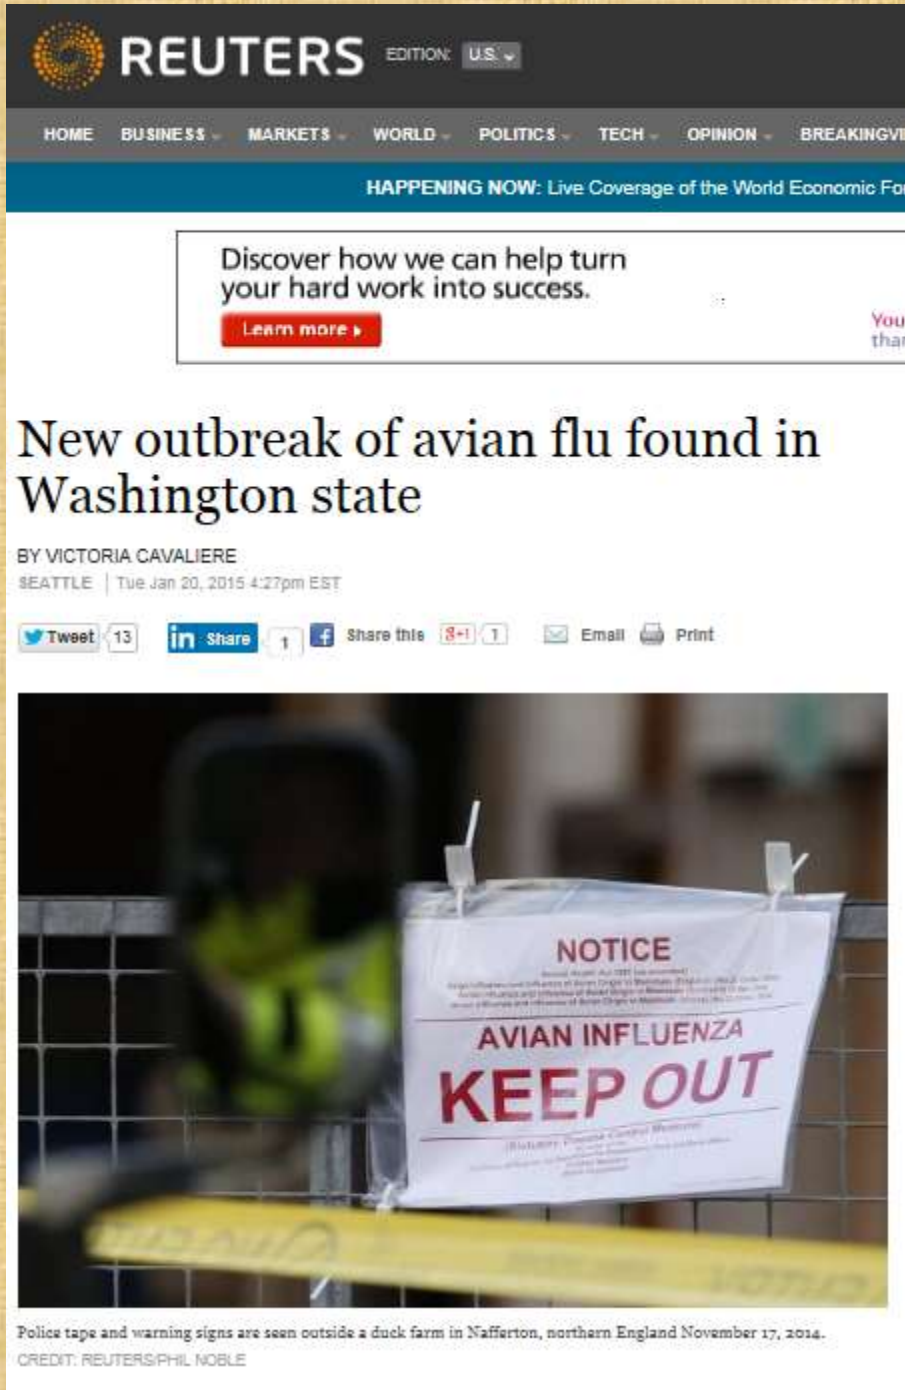 REUTERS EDITION: U.S.
HOME BUSINESS MARKETS WORLD POLITICS TECH OPINION
HAPPENING NOW: Live Coverage of the World Economic
Discover how we can help turn
your hard work into success.
Learn more
You
New outbreak of avian flu found in
Washington state
BY VICTORIA CAVALIERE
SEATTLE | Tue Jan 20, 2015 4:27pm EST
Tweet 13 in Share 1 f Share this 8+1 1 Email Print
NOTICE
AVIAN INFLUENZA
KEEP OUT
Police tape and warning signs are seen outside a duck farm in Nafferton, northern England November 17, 2014.
CREDIT: REUTERS/PHIL NOBLE